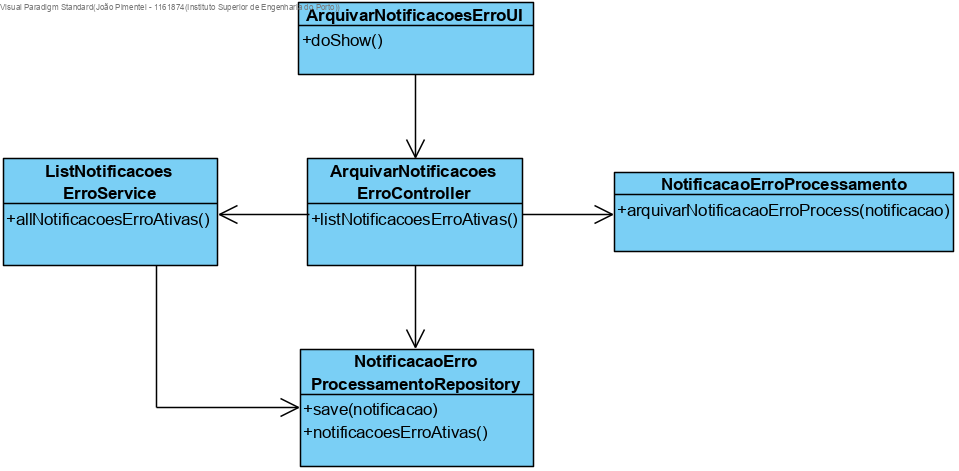 Visual Paradigm Standard(João Pimentel - 1161874(Instituto Superior de Engenharia do Porto))
ArquivarNotificacoesErroUI
+doShow()
ListNotificacoes
ErroService
+allNotificacoesErroAtivas()
ArquivarNotificacoes
ErroController
+listNotificacoesErroAtivas()
NotificacaoErroProcessamento
+arquivarNotificacaoErroProcess(notificacao)
NotificacaoErro
ProcessamentoRepository
+save(notificacao)
+notificacoesErroAtivas()